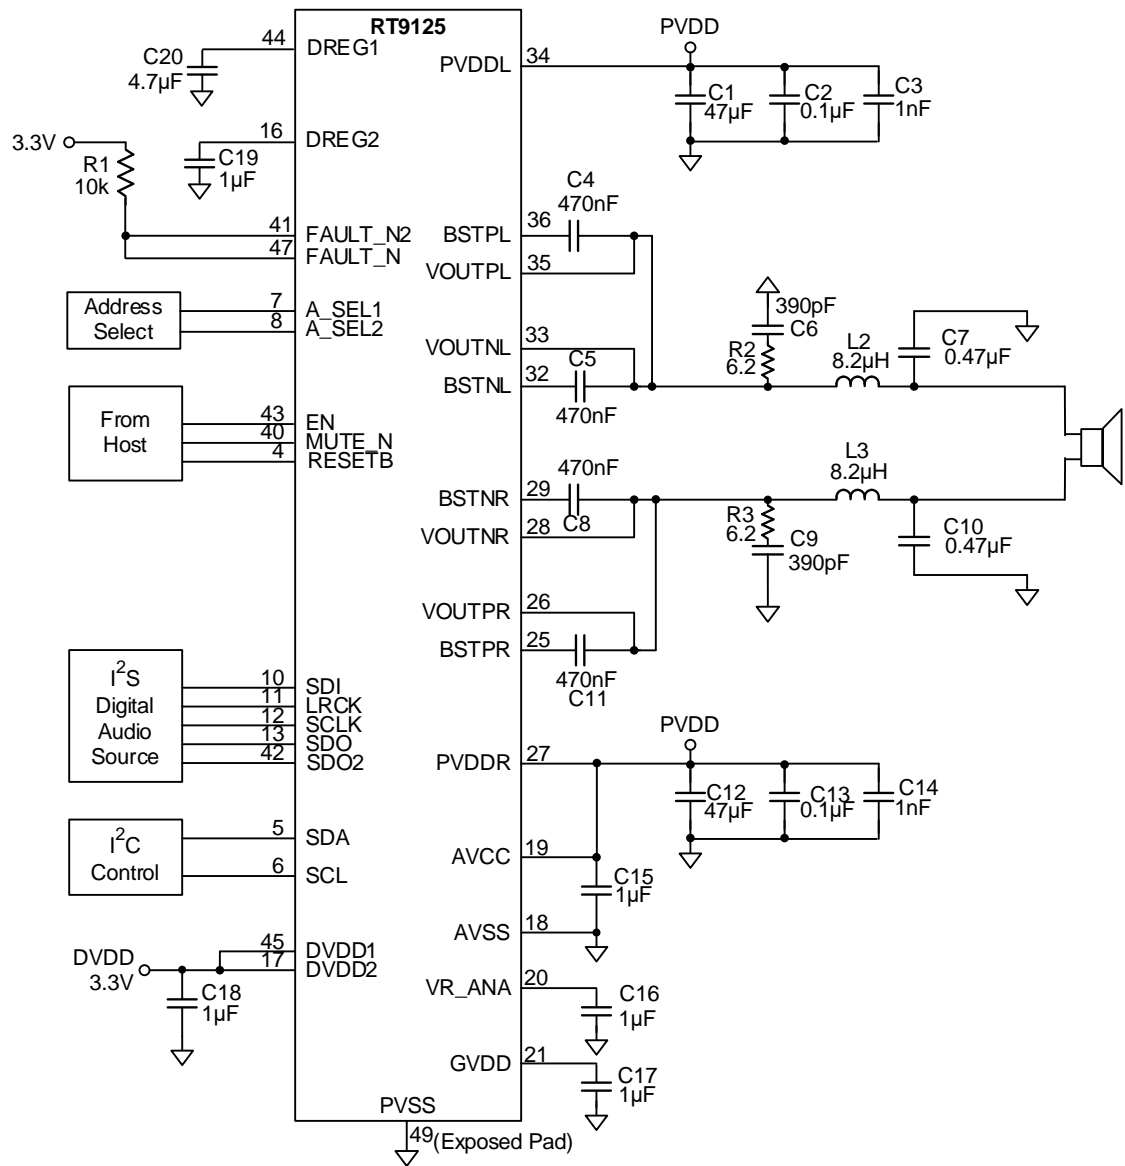 RT9125
44
DREG1
C20
4.7µF
16
DREG2
3.3V
R1
10k
C19
1µF
41
FAULT_N2
47
FAULT_N
Address
Select
7
A_SEL1
8
A_SEL2
From
Host
43
EN
40
MUTE_N
4
RESETB
I2S
Digital
Audio
Source
10
SDI
11
LRCK
12
SCLK
13
SDO
42
SDO2
I2C
Control
5
SDA
6
SCL
DVDD
3.3V
45
DVDD1
17
DVDD2
C18
1µF
PVSS
49(Exposed Pad)
PVDD
PVDDL
34
C1
47µF
C2
0.1µF
C3
1nF
C4
470nF
BSTPL
36
VOUTPL
35
VOUTNL
33
C5
BSTNL
32
470nF
390pF
C6
R2
6.2
L2
8.2µH
C7
0.47µF
470nF
BSTNR
29
C8
VOUTNR
28
R3
6.2
C9
390pF
L3
8.2µH
C10
0.47µF
VOUTPR
26
BSTPR
25
470nF
C11
PVDD
PVDDR
27
C12
47µF
C13
0.1µF
C14
1nF
AVCC
19
C15
1µF
AVSS
18
VR_ANA
20
C16
1µF
GVDD
21
C17
1µF